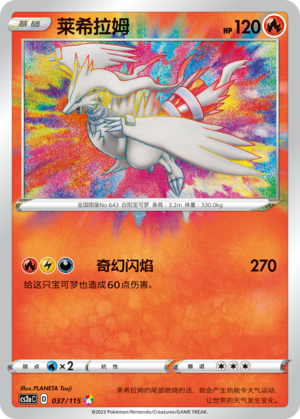 基础 莱希拉姆 HP 120
全国图鉴No.643 白阳宝可梦 身高：3.2m 体重：330.0kg
奇幻闪焰 270
给这只宝可梦也造成60点伤害。
弱点 ×2 抗性 撤退
Illus. PLANETA Tsuji
莱希拉姆的尾部燃烧的话，就会产生热能令大气颤动，
让世界的天气发生变化。
CS3aC D 037/115
©2023 Pokémon/Nintendo/Creatures/GAME FREAK.